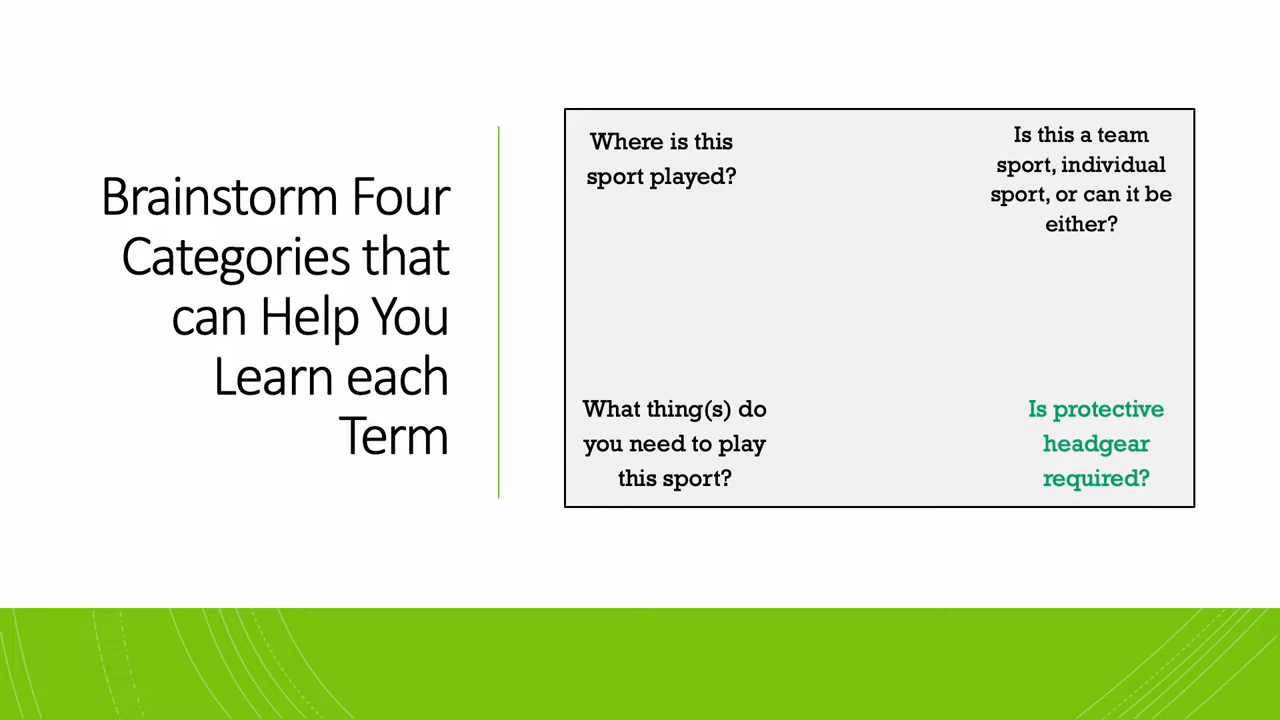 Brainstorm Four
Categories that
can Help You
Learn each
Term
Where is this
sport played?
Is this a team
sport, individual
sport, or can it be
either?
What thing(s) do
you need to play
this sport?
Is protective
headgear
required?